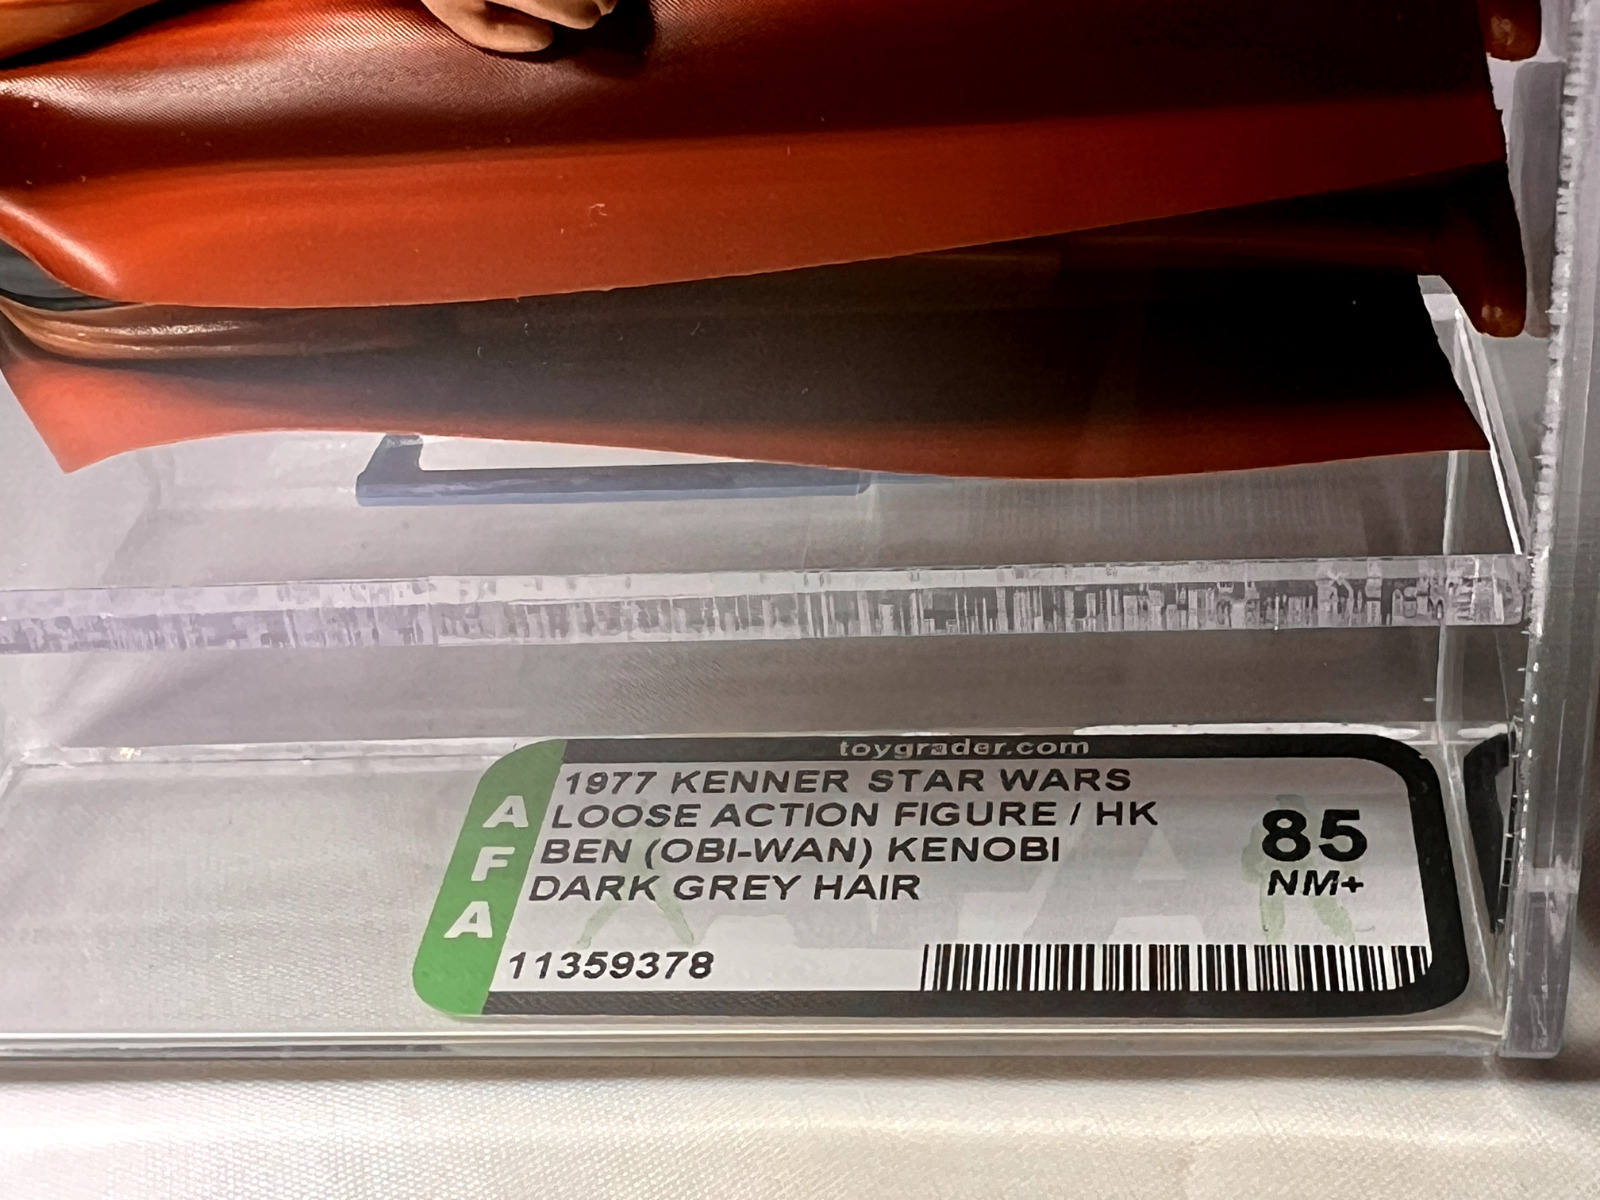 toygrader.com
1977 KENNER STAR WARS
LOOSE ACTION FIGURE / HK
BEN (OBI-WAN) KENOBI
DARK GREY HAIR
85
NM+
AFA
11359378